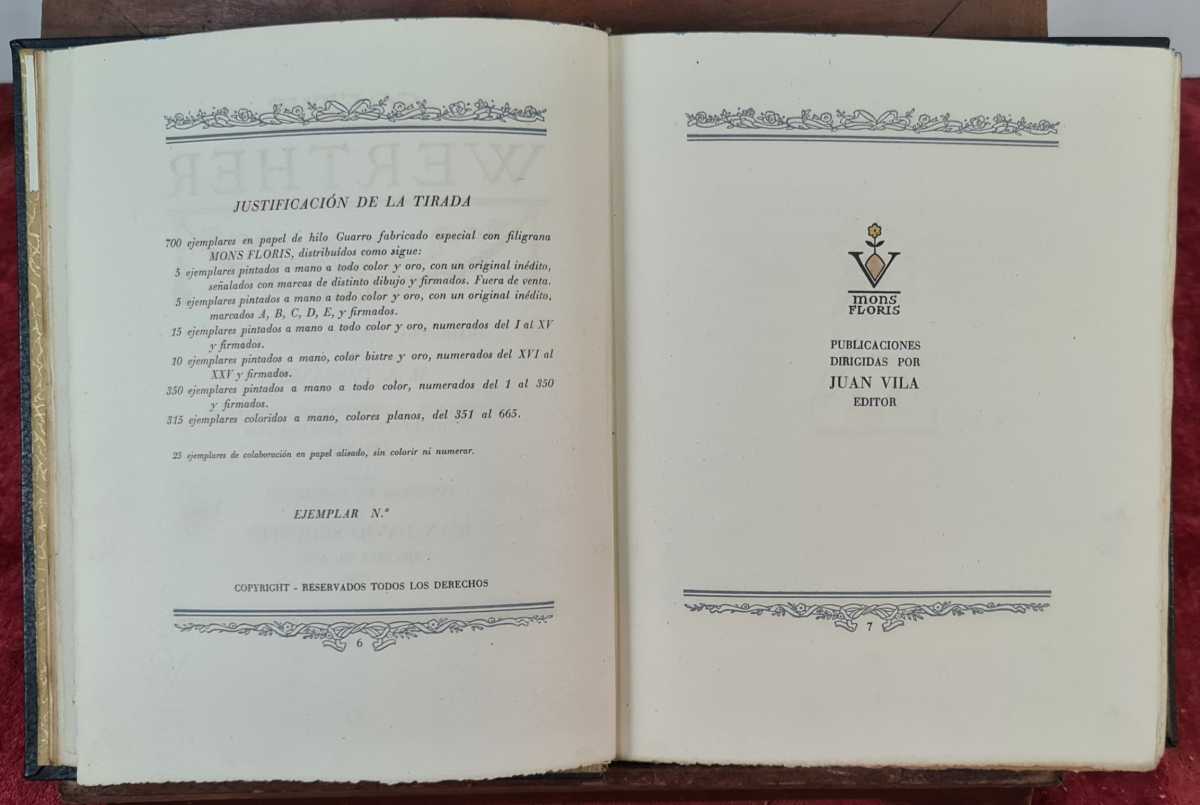 WERTHER
JUSTIFICACIÓN DE LA TIRADA
700 ejemplares en papel de hilo Guarro fabricado especial con filigrana
MONS FLORIS, distribuídos como sigue:
5 ejemplares pintados a mano a todo color y oro, con un original inédito,
señalados con marcas de distinto dibujo y firmados. Fuera de venta.
5 ejemplares pintados a mano a todo color y oro, con un original inédito,
marcados A, B, C, D, E, y firmados.
15 ejemplares pintados a mano a todo color y oro, numerados del I al XV
y firmados.
10 ejemplares pintados a mano, color bistre y oro, numerados del XVI al
XXV y firmados.
350 ejemplares pintados a mano a todo color, numerados del 1 al 350
y firmados.
315 ejemplares coloridos a mano, colores planos, del 351 al 665.
25 ejemplares de colaboración en papel alisado, sin colorir ni numerar.
EJEMPLAR N.º
COPYRIGHT - RESERVADOS TODOS LOS DERECHOS
6
V
MONS
FLORIS
PUBLICACIONES
DIRIGIDAS POR
JUAN VILA
EDITOR
7